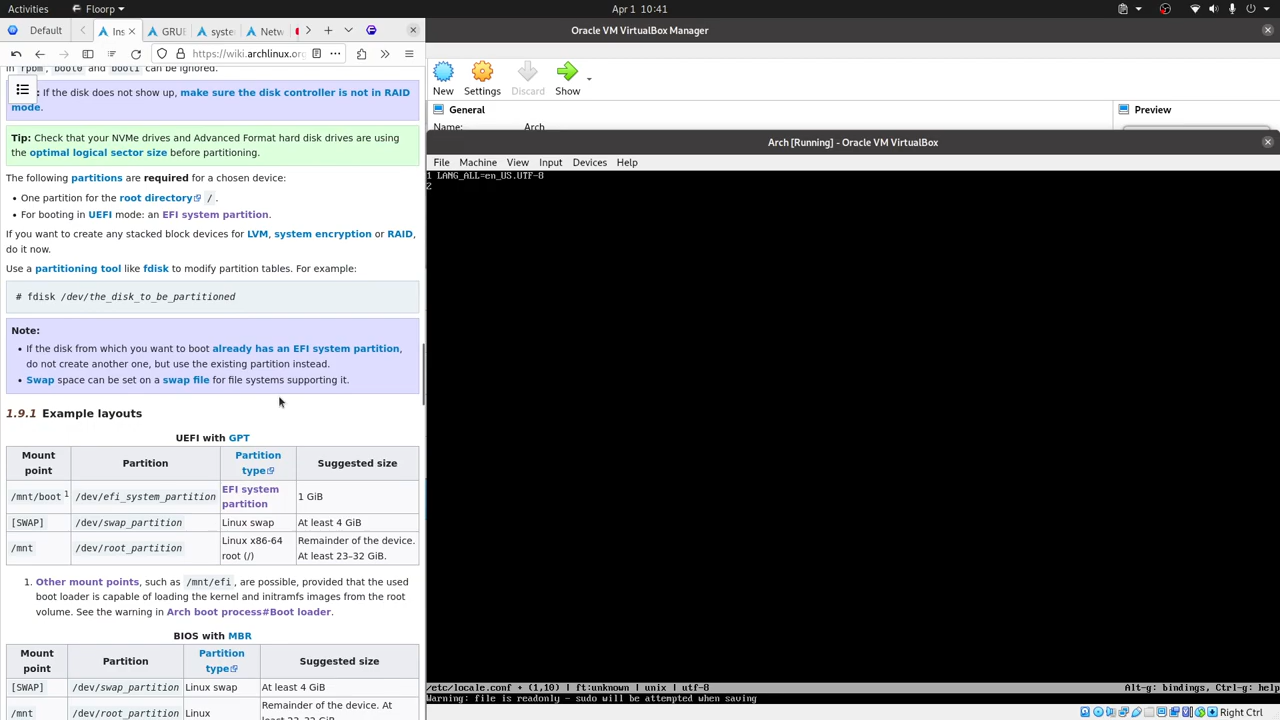 Activities
Floorp
Apr 1 10:41
Default
Ins
GRUE
syste
Netw
https://wiki.archlinux.org
in rpmb, boot0 and boot1 can be ignored.
: If the disk does not show up, make sure the disk controller is not in RAID
mode.
Tip: Check that your NVMe drives and Advanced Format hard disk drives are using
the optimal logical sector size before partitioning.
The following partitions are required for a chosen device:
• One partition for the root directory /.
• For booting in UEFI mode: an EFI system partition.
If you want to create any stacked block devices for LVM, system encryption or RAID,
do it now.
Use a partitioning tool like fdisk to modify partition tables. For example:
# fdisk /dev/the_disk_to_be_partitioned
Note:
• If the disk from which you want to boot already has an EFI system partition,
do not create another one, but use the existing partition instead.
• Swap space can be set on a swap file for file systems supporting it.
1.9.1 Example layouts
UEFI with GPT
Mount point Partition Partition type Suggested size
/mnt/boot 1 /dev/efi_system_partition EFI system partition 1 GiB
[SWAP] /dev/swap_partition Linux swap At least 4 GiB
/mnt /dev/root_partition Linux x86-64 root (/) Remainder of the device. At least 23–32 GiB.
1. Other mount points, such as /mnt/efi, are possible, provided that the used
boot loader is capable of loading the kernel and initramfs images from the root
volume. See the warning in Arch boot process#Boot loader.
BIOS with MBR
Mount point Partition Partition type Suggested size
[SWAP] /dev/swap_partition Linux swap At least 4 GiB
/mnt /dev/root_partition Linux Remainder of the device. At
Oracle VM VirtualBox Manager
New
Settings
Discard
Show
General
Preview
Name: Arch
Arch [Running] - Oracle VM VirtualBox
File Machine View Input Devices Help
1 LANG_ALL=en_US.UTF-8
2
/etc/locale.conf + (1,10) | ft:unknown | unix | utf-8
Alt-g: bindings, Ctrl-g: help
Warning: file is readonly - sudo will be attempted when saving
Right Ctrl